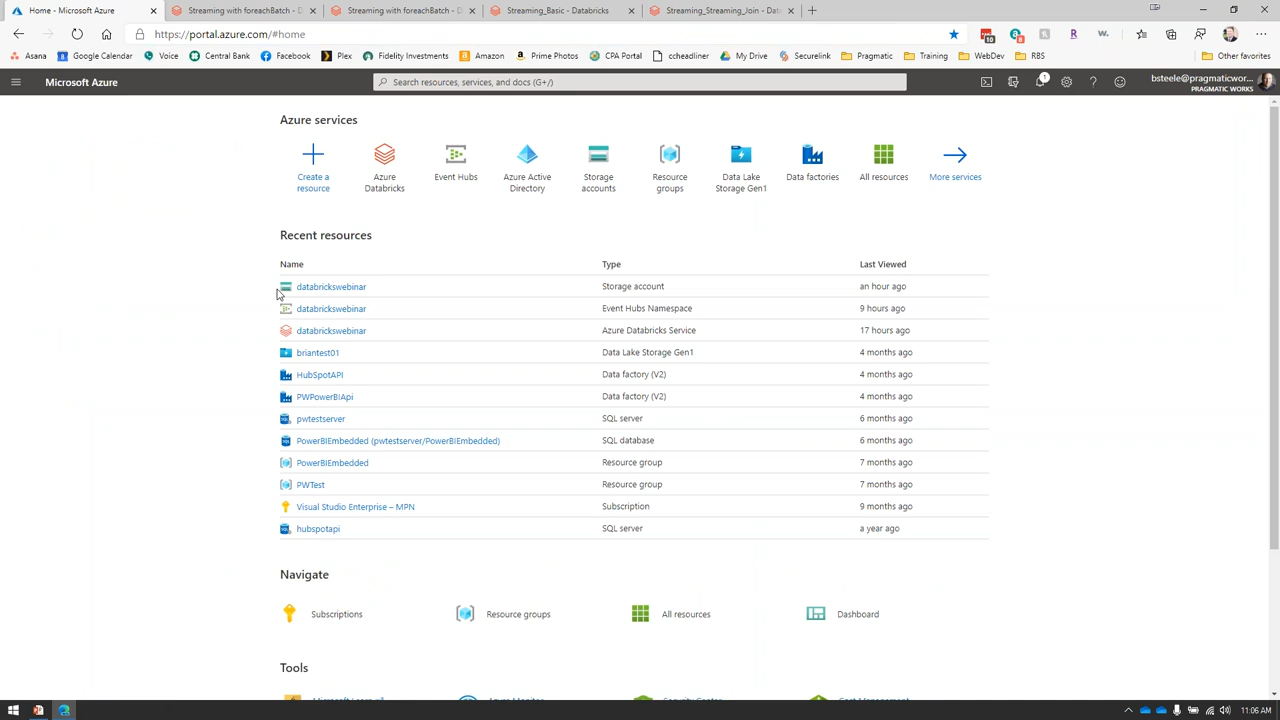 Home - Microsoft Azure
Streaming with foreachBatch - D
Streaming with foreachBatch - D
Streaming_Basic - Databricks
Streaming_Streaming_Join - Dat
https://portal.azure.com/#home
10
Asana
Google Calendar
Voice
Central Bank
Facebook
Plex
Fidelity Investments
Amazon
Prime Photos
CPA Portal
ccheadliner
My Drive
Securelink
Pragmatic
Training
WebDev
RBS
Other favorites
Microsoft Azure
Search resources, services, and docs (G+/)
1
bsteele@pragmaticwor...
PRAGMATIC WORKS
Azure services
Create a resource
Azure Databricks
Event Hubs
Azure Active Directory
Storage accounts
Resource groups
Data Lake Storage Gen1
Data factories
All resources
More services
Recent resources
Name Type Last Viewed
databrickswebinar Storage account an hour ago
databrickswebinar Event Hubs Namespace 9 hours ago
databrickswebinar Azure Databricks Service 17 hours ago
briantest01 Data Lake Storage Gen1 4 months ago
HubSpotAPI Data factory (V2) 4 months ago
PWPowerBIApi Data factory (V2) 4 months ago
pwtestserver SQL server 6 months ago
PowerBIEmbedded (pwtestserver/PowerBIEmbedded) SQL database 6 months ago
PowerBIEmbedded Resource group 7 months ago
PWTest Resource group 7 months ago
Visual Studio Enterprise – MPN Subscription 9 months ago
hubspotapi SQL server a year ago
Navigate
Subscriptions
Resource groups
All resources
Dashboard
Tools
11:06 AM